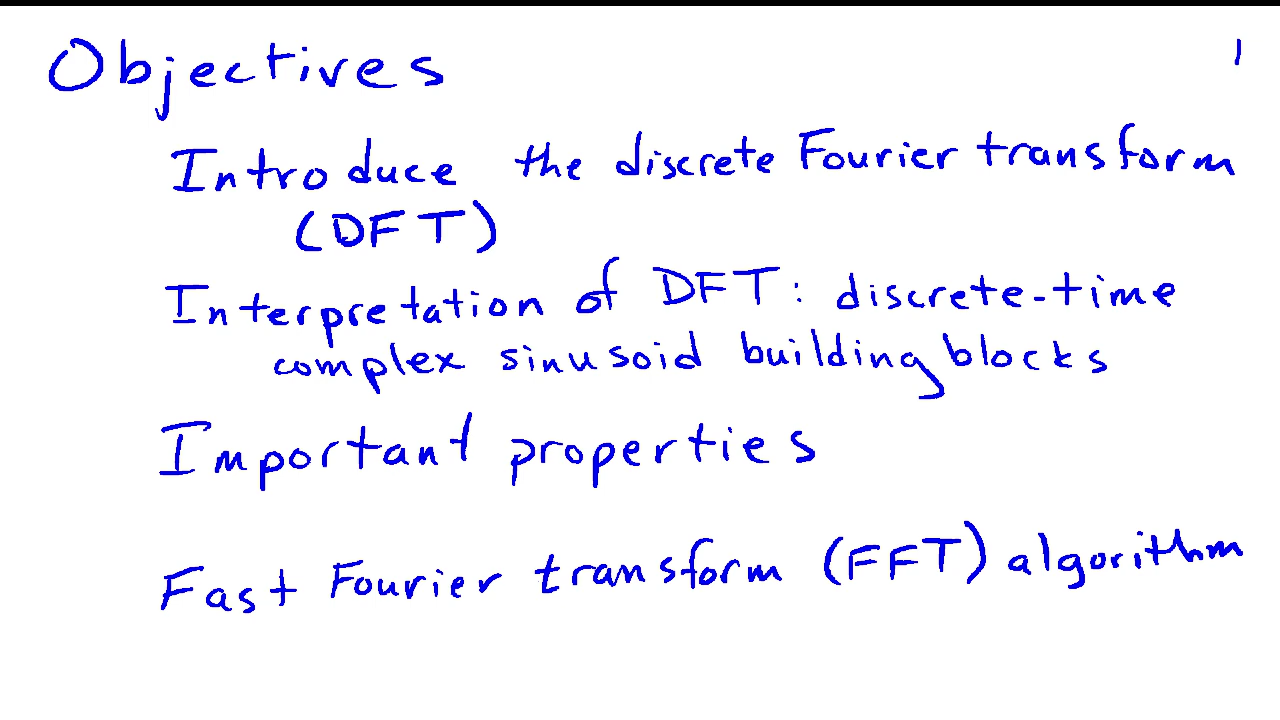 Objectives
1
Introduce the discrete Fourier transform
(DFT)
Interpretation of DFT: discrete-time
complex sinusoid building blocks
Important properties
Fast Fourier transform (FFT) algorithm